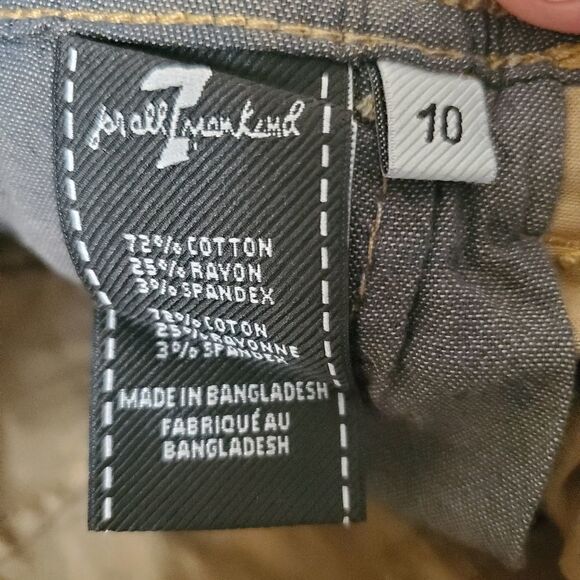 for all 7 mankind
10
72% COTTON
25% RAYON
3% SPANDEX
72% COTON
25% RAYONNE
3% SPANDEX
MADE IN BANGLADESH
FABRIQUÉ AU
BANGLADESH